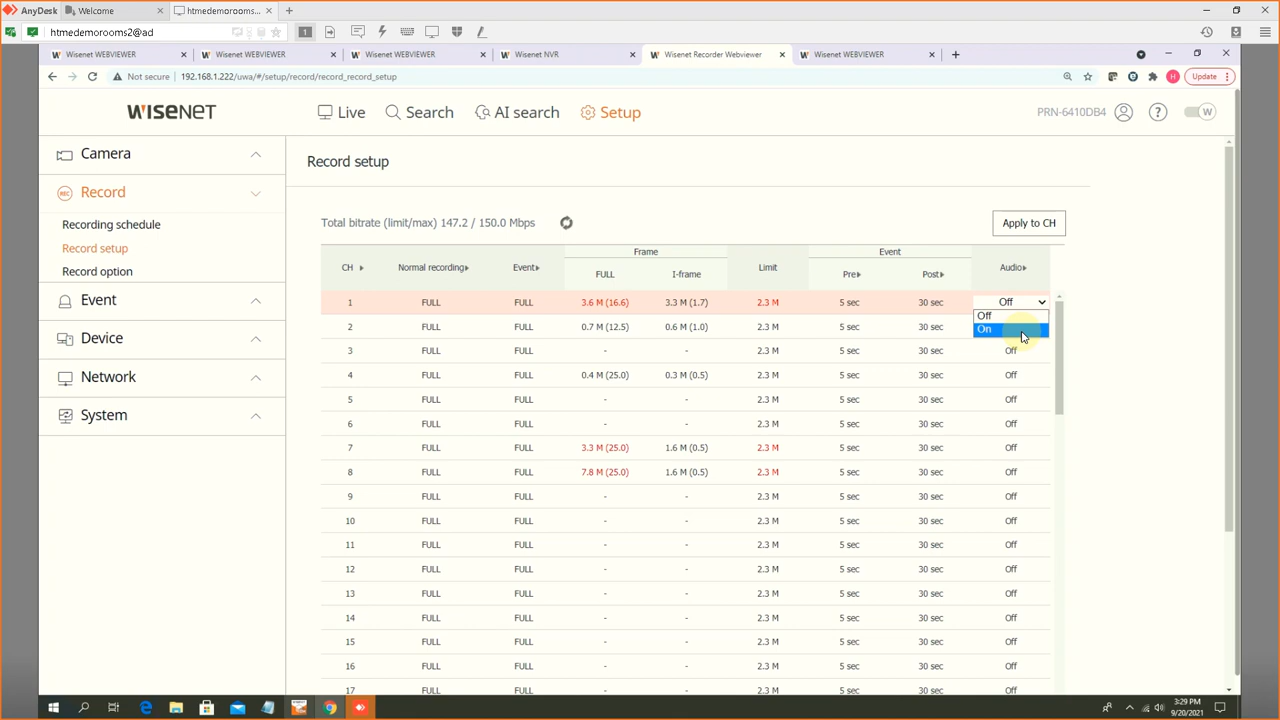 AnyDesk Welcome × htmedemorooms... × +
htmedemorooms2@ad 1
W Wisenet WEBVIEWER × W Wisenet WEBVIEWER × W Wisenet WEBVIEWER × W Wisenet NVR × W Wisenet Recorder Webviewer × W Wisenet WEBVIEWER × +
Not secure 192.168.1.222/uwa/#/setup/record/record_record_setup H Update
WISENET Live Search AI search Setup PRN-6410DB4 ? W
Camera
REC Record
Recording schedule
Record setup
Record option
Event
Device
Network
System
Record setup
Total bitrate (limit/max) 147.2 / 150.0 Mbps Apply to CH
Frame Event
CH Normal recording Event FULL I-frame Limit Pre Post Audio
1 FULL FULL 3.6 M (16.6) 3.3 M (1.7) 2.3 M 5 sec 30 sec Off
Off
On
2 FULL FULL 0.7 M (12.5) 0.6 M (1.0) 2.3 M 5 sec 30 sec
3 FULL FULL - - 2.3 M 5 sec 30 sec Off
4 FULL FULL 0.4 M (25.0) 0.3 M (0.5) 2.3 M 5 sec 30 sec Off
5 FULL FULL - - 2.3 M 5 sec 30 sec Off
6 FULL FULL - - 2.3 M 5 sec 30 sec Off
7 FULL FULL 3.3 M (25.0) 1.6 M (0.5) 2.3 M 5 sec 30 sec Off
8 FULL FULL 7.8 M (25.0) 1.6 M (0.5) 2.3 M 5 sec 30 sec Off
9 FULL FULL - - 2.3 M 5 sec 30 sec Off
10 FULL FULL - - 2.3 M 5 sec 30 sec Off
11 FULL FULL - - 2.3 M 5 sec 30 sec Off
12 FULL FULL - - 2.3 M 5 sec 30 sec Off
13 FULL FULL - - 2.3 M 5 sec 30 sec Off
14 FULL FULL - - 2.3 M 5 sec 30 sec Off
15 FULL FULL - - 2.3 M 5 sec 30 sec Off
16 FULL FULL - - 2.3 M 5 sec 30 sec Off
17 FULL FULL - - 2.3 M 5 sec 30 sec Off
3:29 PM
9/20/2021